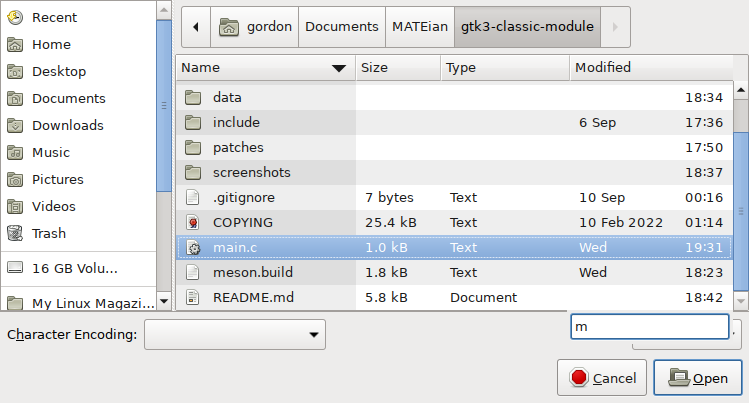 Recent
Home
Desktop
Documents
Downloads
Music
Pictures
Videos
Trash
16 GB Volu...
My Linux Magazi...
gordon Documents MATEian gtk3-classic-module
Name Size Type Modified
data 18:34
include 6 Sep 17:36
patches 17:50
screenshots 18:37
.gitignore 7 bytes Text 10 Sep 00:16
COPYING 25.4 kB Text 10 Feb 2022 01:14
main.c 1.0 kB Text Wed 19:31
meson.build 1.8 kB Text Wed 18:23
README.md 5.8 kB Document 18:42
Character Encoding:
m
Cancel Open